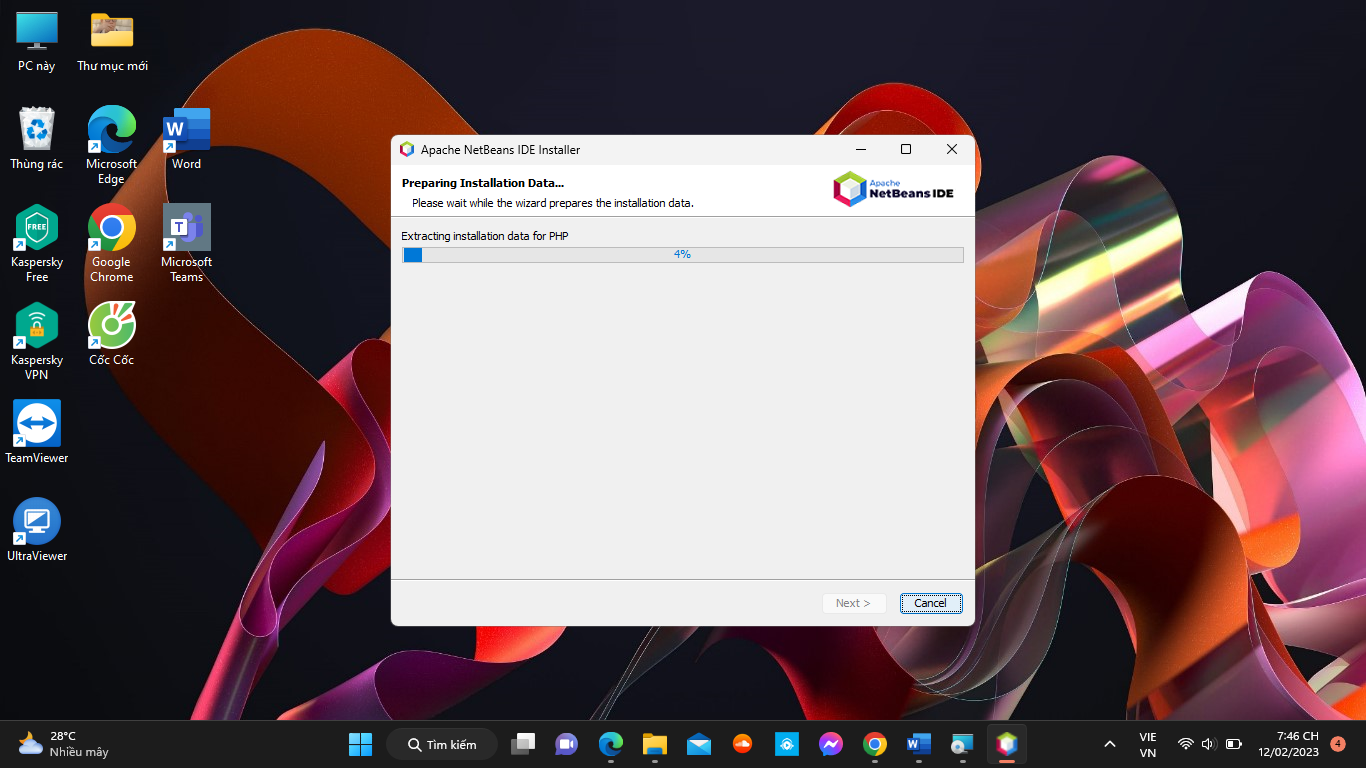 PC này
Thư mục mới
Thùng rác
Microsoft
Edge
W
Word
FREE
Kaspersky
Free
Google
Chrome
T
Microsoft
Teams
Kaspersky
VPN
Cốc Cốc
TeamViewer
UltraViewer
Apache NetBeans IDE Installer
Preparing Installation Data...
Please wait while the wizard prepares the installation data.
Apache
NetBeans IDE
Extracting installation data for PHP
4%
Next >
Cancel
28°C
Nhiều mây
Tìm kiếm
W
VIE
VN
7:46 CH
12/02/2023
4